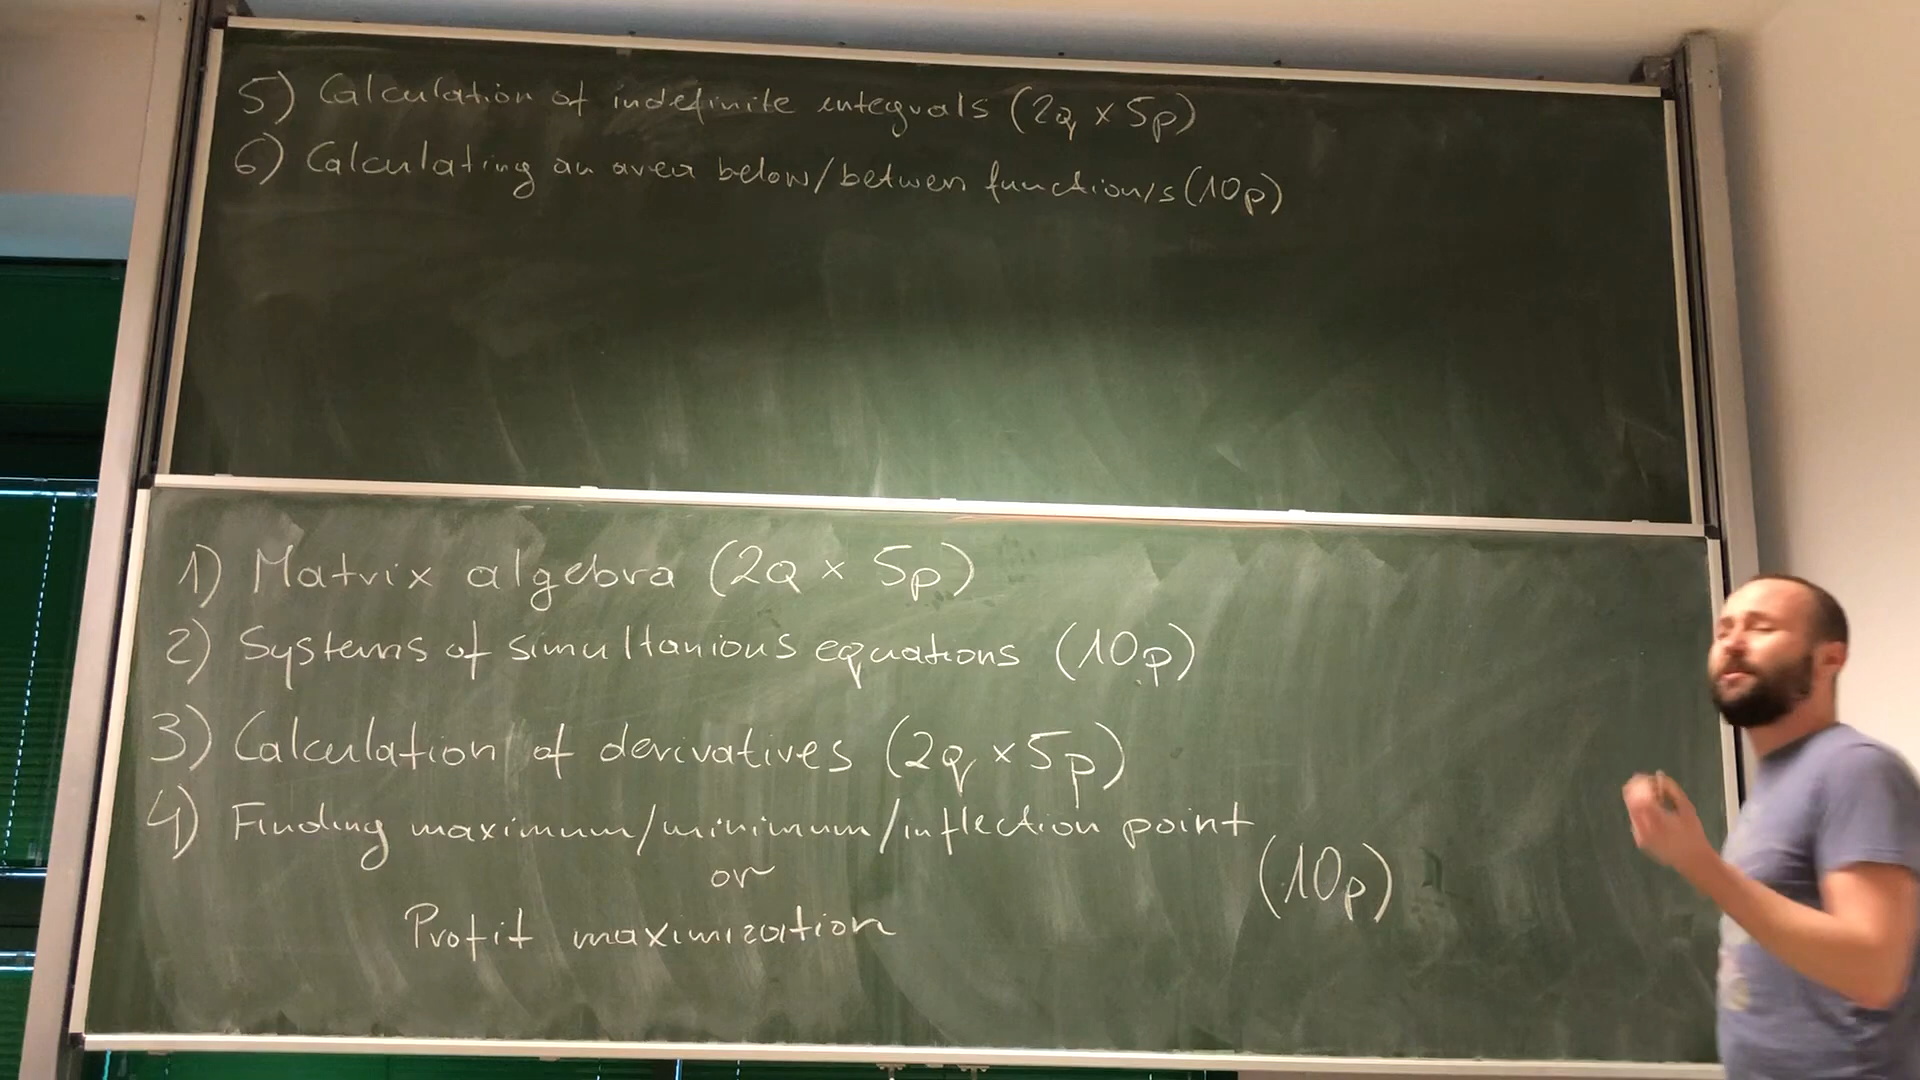 5) Calculation of indefinite integrals (2q x 5p)
6) Calculating an area below/betwen function/s (10p)
1) Matrix algebra (2Q x 5p)
2) Systems of simultanious equations (10p)
3) Calculation of derivatives (2q x 5p)
4) Finding maximum/minimum/inflection point
or
(10p)
Profit maximization